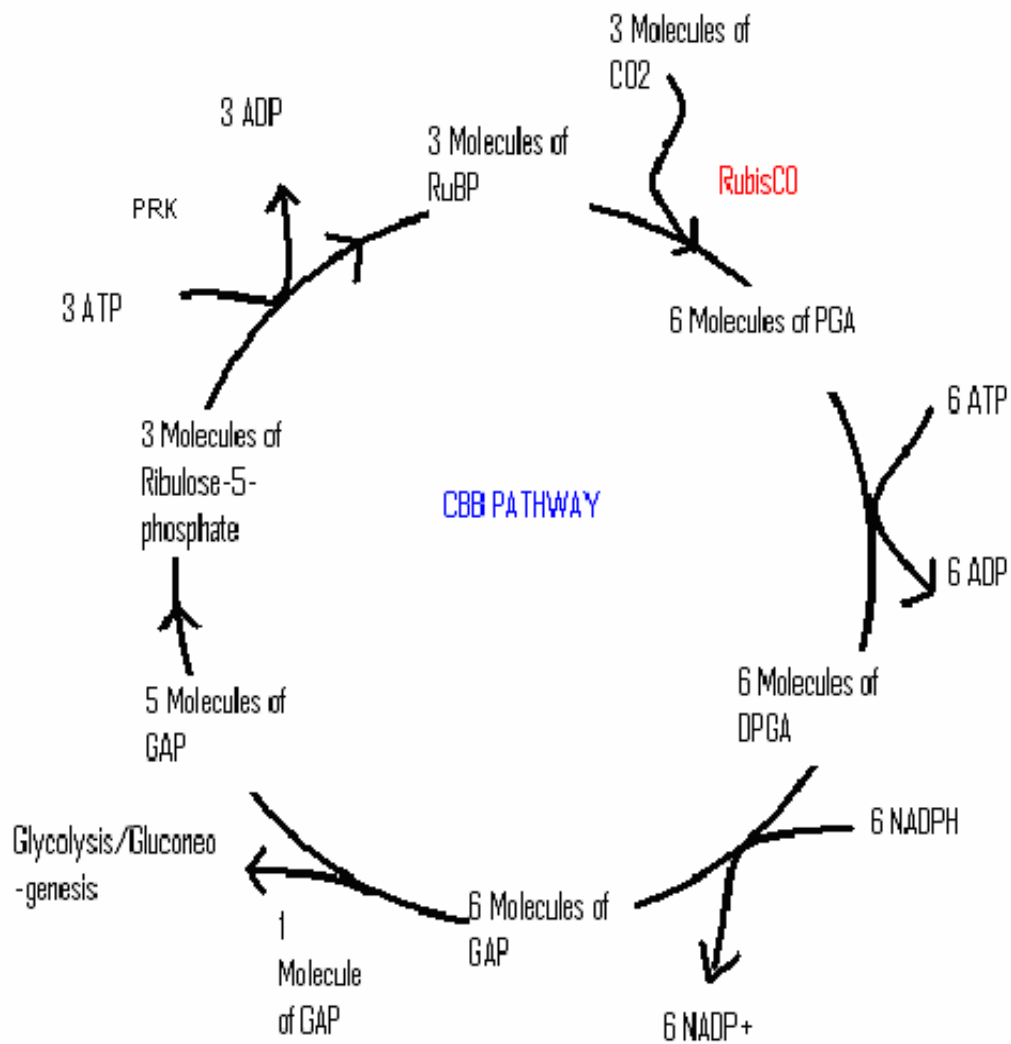 3 Molecules of
CO2
3 ADP
3 Molecules of
RuBP
RubisCO
PRK
3 ATP
6 Molecules of PGA
6 ATP
3 Molecules of
Ribulose-5-
phosphate
CBB PATHWAY
6 ADP
5 Molecules of
GAP
6 Molecules of
DPGA
6 NADPH
Glycolysis/Gluconeo
-genesis
6 Molecules of
GAP
1
Molecule
of GAP
6 NADP+